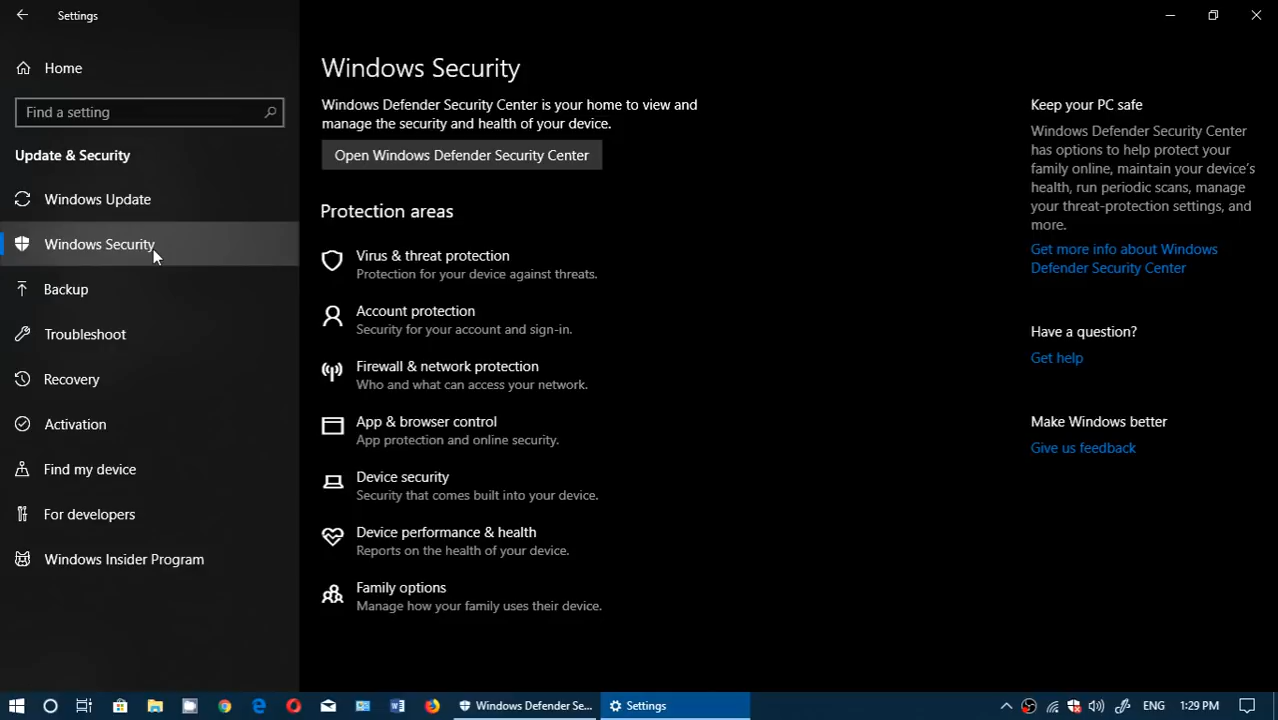 Settings
Home
Find a setting
Update & Security
Windows Update
Windows Security
Backup
Troubleshoot
Recovery
Activation
Find my device
For developers
Windows Insider Program
Windows Security
Windows Defender Security Center is your home to view and
manage the security and health of your device.
Open Windows Defender Security Center
Protection areas
Virus & threat protection
Protection for your device against threats.
Account protection
Security for your account and sign-in.
Firewall & network protection
Who and what can access your network.
App & browser control
App protection and online security.
Device security
Security that comes built into your device.
Device performance & health
Reports on the health of your device.
Family options
Manage how your family uses their device.
Keep your PC safe
Windows Defender Security Center
has options to help protect your
family online, maintain your device's
health, run periodic scans, manage
your threat-protection settings, and
more.
Get more info about Windows
Defender Security Center
Have a question?
Get help
Make Windows better
Give us feedback
Windows Defender Se...
Settings
ENG
1:29 PM